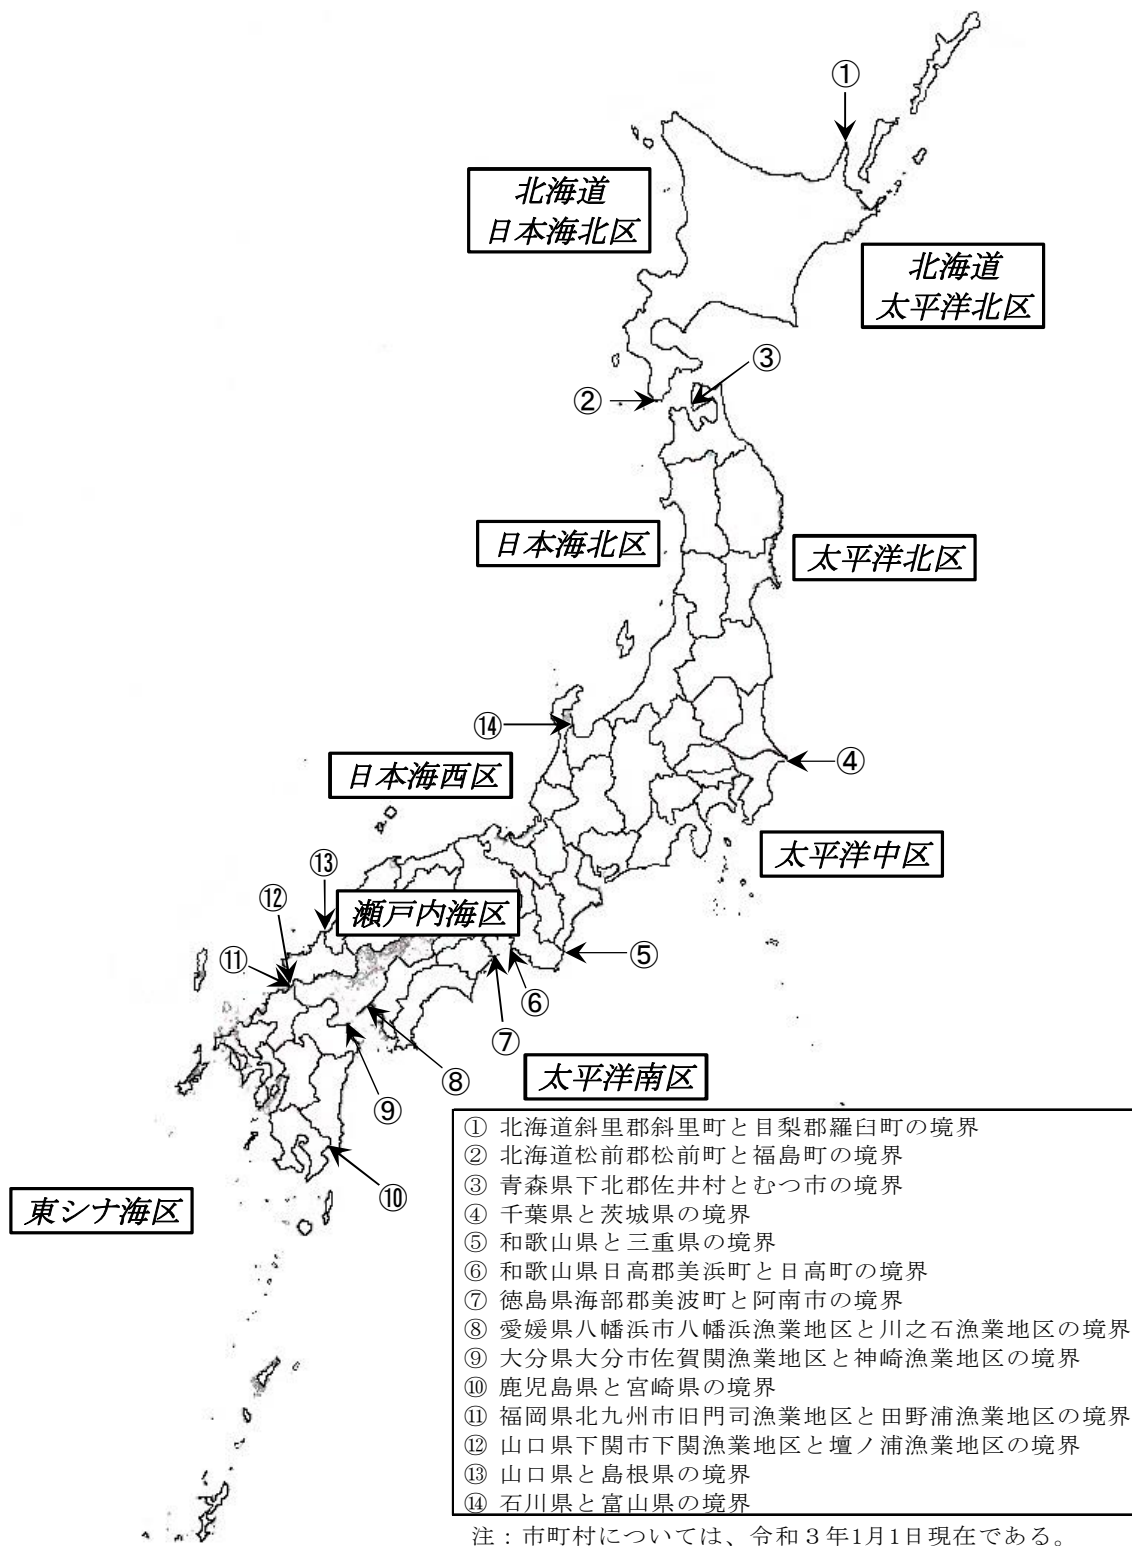 ①
北海道
日本海北区
北海道
太平洋北区
③
②
日本海北区
太平洋北区
⑭
④
日本海西区
太平洋中区
⑬
⑫
瀬戸内海区
⑪
⑤
⑥
⑦
⑧
太平洋南区
⑨
⑩
東シナ海区
① 北海道斜里郡斜里町と目梨郡羅臼町の境界
② 北海道松前郡松前町と福島町の境界
③ 青森県下北郡佐井村とむつ市の境界
④ 千葉県と茨城県の境界
⑤ 和歌山県と三重県の境界
⑥ 和歌山県日高郡美浜町と日高町の境界
⑦ 徳島県海部郡美波町と阿南市の境界
⑧ 愛媛県八幡浜市八幡浜漁業地区と川之石漁業地区の境界
⑨ 大分県大分市佐賀関漁業地区と神崎漁業地区の境界
⑩ 鹿児島県と宮崎県の境界
⑪ 福岡県北九州市旧門司漁業地区と田野浦漁業地区の境界
⑫ 山口県下関市下関漁業地区と壇ノ浦漁業地区の境界
⑬ 山口県と島根県の境界
⑭ 石川県と富山県の境界
注：市町村については、令和３年1月1日現在である。